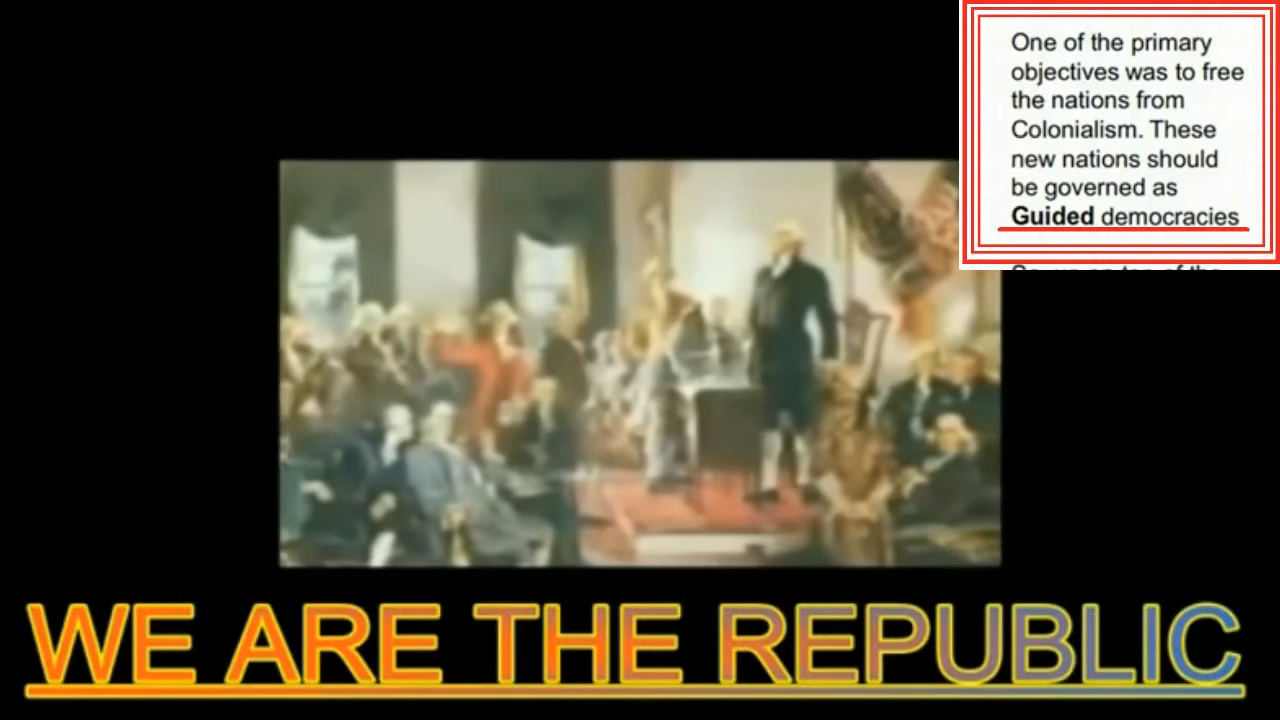 One of the primary
objectives was to free
the nations from
Colonialism. These
new nations should
be governed as
Guided democracies
WE ARE THE REPUBLIC